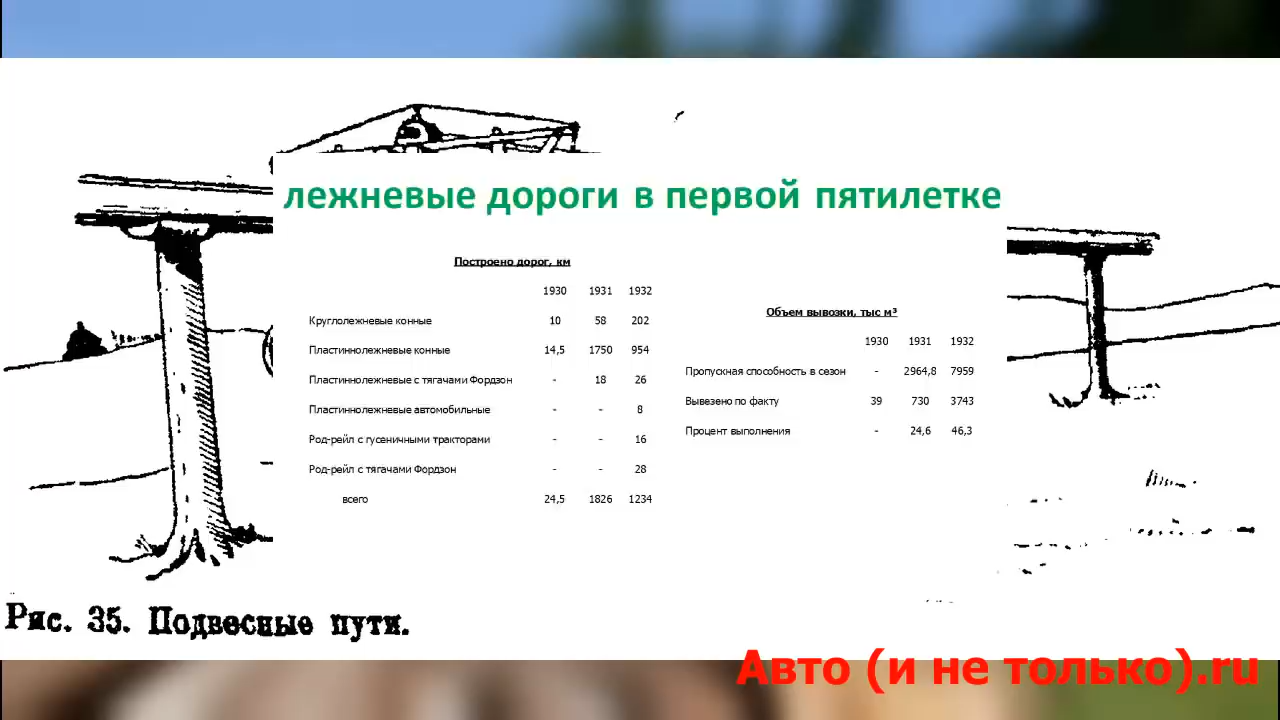 лежневые дороги в первой пятилетке
Построено дорог, км
1930 1931 1932
Круглолежневые конные 10 58 202
Пластиннолежневые конные 14,5 1750 954
Пластиннолежневые с тягачами Фордзон - 18 26
Пластиннолежневые автомобильные - - 8
Род-рейл с гусеничными тракторами - - 16
Род-рейл с тягачами Фордзон - - 28
всего 24,5 1826 1234
Объем вывозки, тыс м³
1930 1931 1932
Пропускная способность в сезон - 2964,8 7959
Вывезено по факту 39 730 3743
Процент выполнения - 24,6 46,3
Рис. 35. Подвесные пути.
Авто (и не только).ru